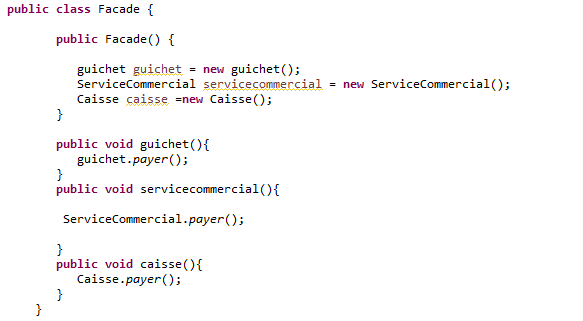 public class Facade {
public Facade() {
guichet guichet = new guichet();
ServiceCommercial servicecommercial = new ServiceCommercial();
Caisse caisse =new Caisse();
}
public void guichet(){
guichet.payer();
}
public void servicecommercial(){
ServiceCommercial.payer();
}
public void caisse(){
Caisse.payer();
}
}